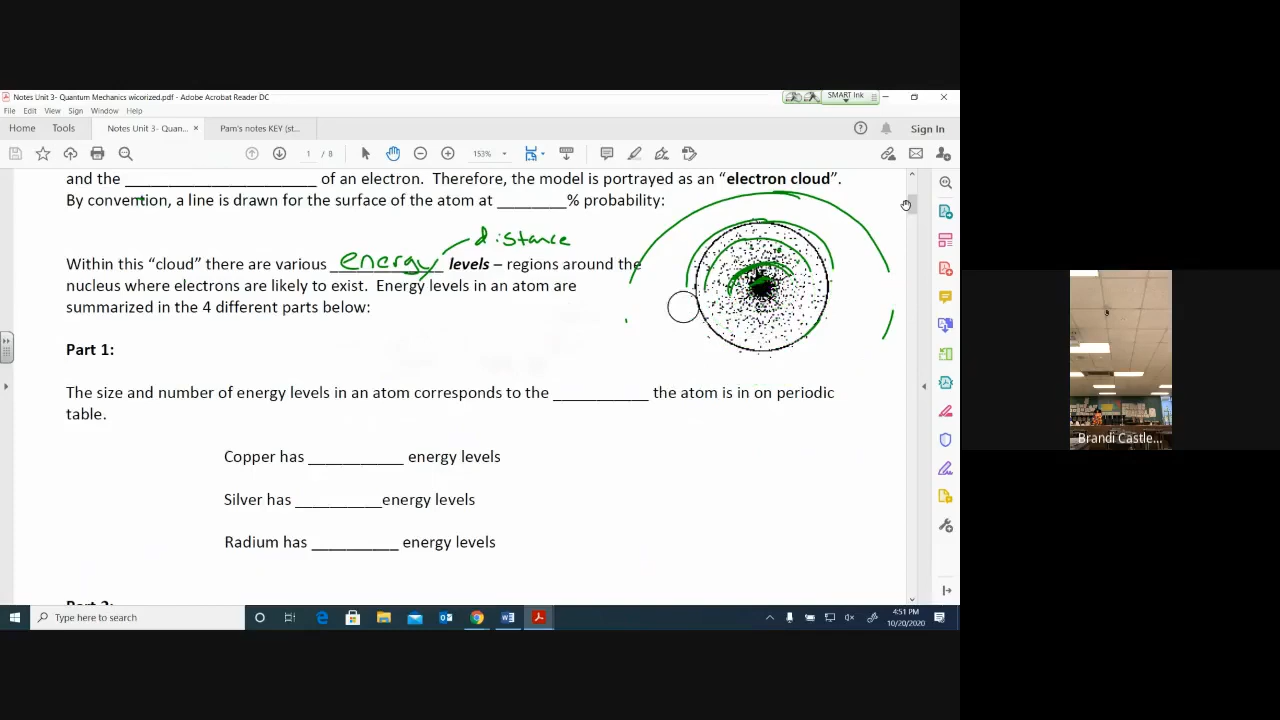 Notes Unit 3- Quantum Mechanics wicorized.pdf - Adobe Acrobat Reader DC
SMART Ink
File Edit View Sign Window Help
Home Tools Notes Unit 3- Quan... × Pam's notes KEY (st... Sign In
1 / 8 153%
and the ______________________ of an electron. Therefore, the model is portrayed as an “electron cloud”.
By convention, a line is drawn for the surface of the atom at ________% probability:
distance
Within this “cloud” there are various energy levels – regions around the
nucleus where electrons are likely to exist. Energy levels in an atom are
summarized in the 4 different parts below:
Part 1:
The size and number of energy levels in an atom corresponds to the ___________ the atom is in on periodic
table.
Copper has ___________ energy levels
Silver has __________energy levels
Radium has __________ energy levels
Part 2:
Type here to search
4:51 PM
10/20/2020
Brandi Castle...